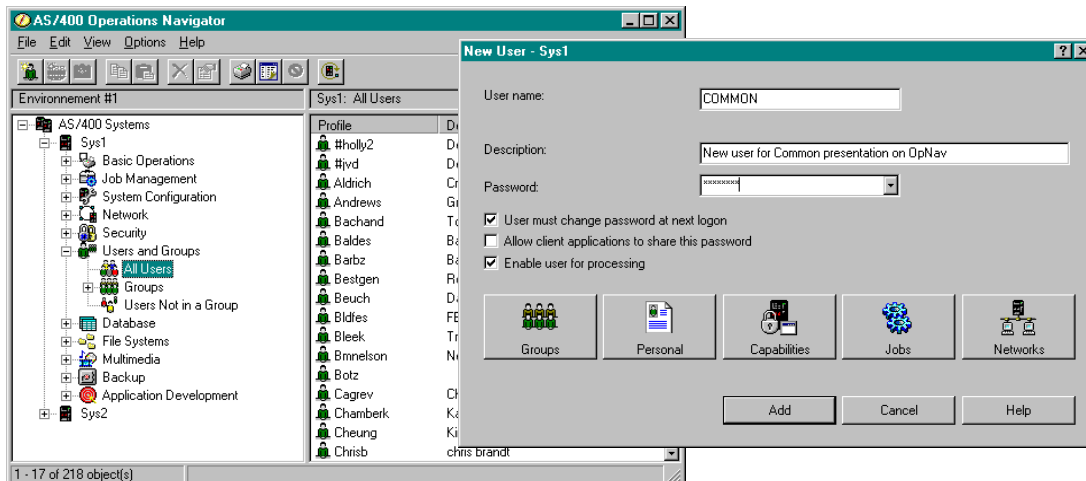 AS/400 Operations Navigator
File Edit View Options Help
Environnement #1
Sys1: All Users
AS/400 Systems
Sys1
Basic Operations
Job Management
System Configuration
Network
Security
Users and Groups
All Users
Groups
Users Not in a Group
Database
File Systems
Multimedia
Backup
Application Development
Sys2
Profile
#holly2
#jvd
Aldrich
Andrews
Bachand
Baldes
Barbz
Bestgen
Beuch
Bldfes
Bleek
Bmnelson
Botz
Cagrev
Chamberk
Cheung
Chrisb chris brandt
1 - 17 of 218 object(s)
New User - Sys1
User name: COMMON
Description: New user for Common presentation on OpNav
Password: ********
User must change password at next logon
Allow client applications to share this password
Enable user for processing
Groups Personal Capabilities Jobs Networks
Add Cancel Help